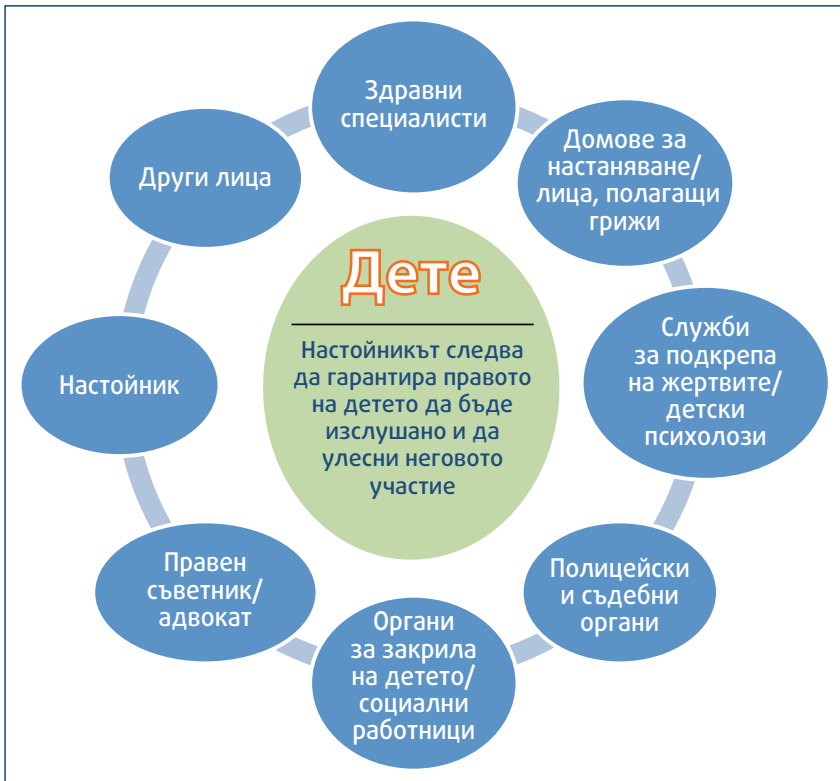 Здравни
специалисти
Домове за
настаняване/
лица, полагащи
грижи
Служби
за подкрепа
на жертвите/
детски
психолози
Полицейски
и съдебни
органи
Органи
за закрила
на детето/
социални
работници
Правен
съветник/
адвокат
Настойник
Други лица
Дете
Настойникът следва
да гарантира правото
на детето да бъде
изслушано и да
улесни неговото
участие